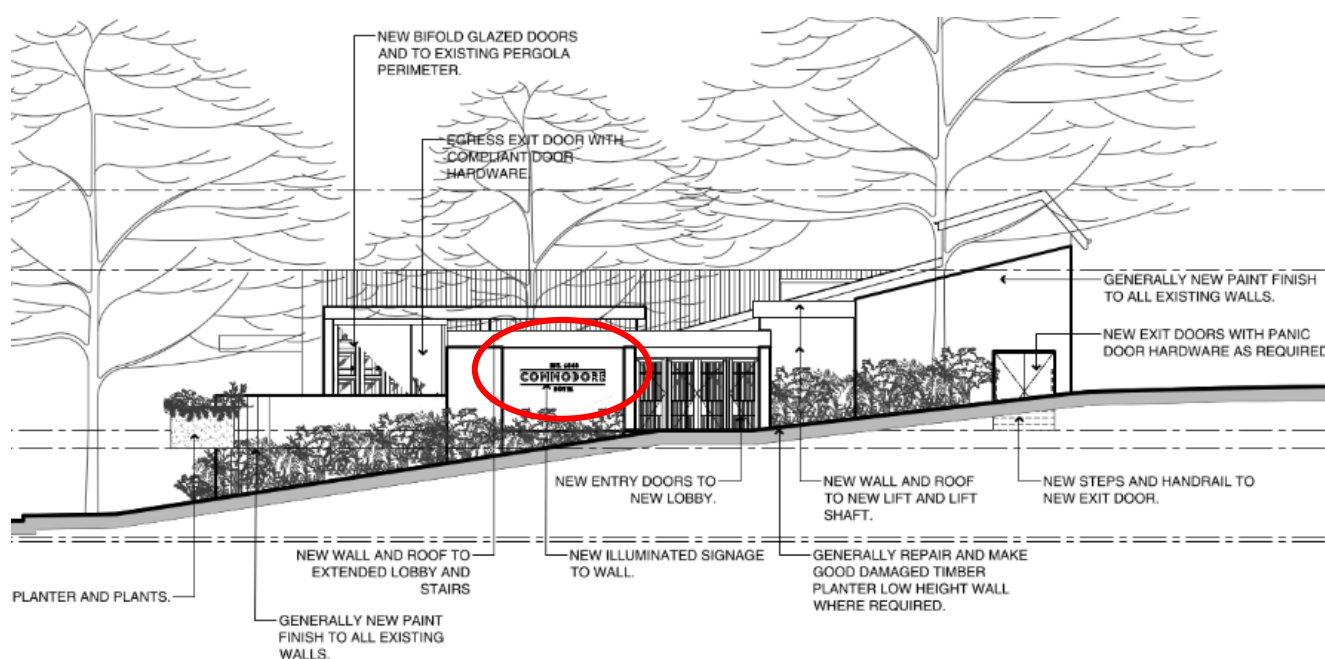 NEW BIFOLD GLAZED DOORS
AND TO EXISTING PERGOLA
PERIMETER.
EGRESS EXIT DOOR WITH
COMPLIANT DOOR
HARDWARE.
GENERALLY NEW PAINT FINISH
TO ALL EXISTING WALLS.
NEW EXIT DOORS WITH PANIC
DOOR HARDWARE AS REQUIRED
EST.
COMMODORE
HOTEL
NEW ENTRY DOORS TO
NEW LOBBY.
NEW WALL AND ROOF
TO NEW LIFT AND LIFT
SHAFT.
NEW STEPS AND HANDRAIL TO
NEW EXIT DOOR.
NEW WALL AND ROOF TO
EXTENDED LOBBY AND
STAIRS
NEW ILLUMINATED SIGNAGE
TO WALL.
GENERALLY REPAIR AND MAKE
GOOD DAMAGED TIMBER
PLANTER LOW HEIGHT WALL
WHERE REQUIRED.
PLANTER AND PLANTS.
GENERALLY NEW PAINT
FINISH TO ALL EXISTING
WALLS.